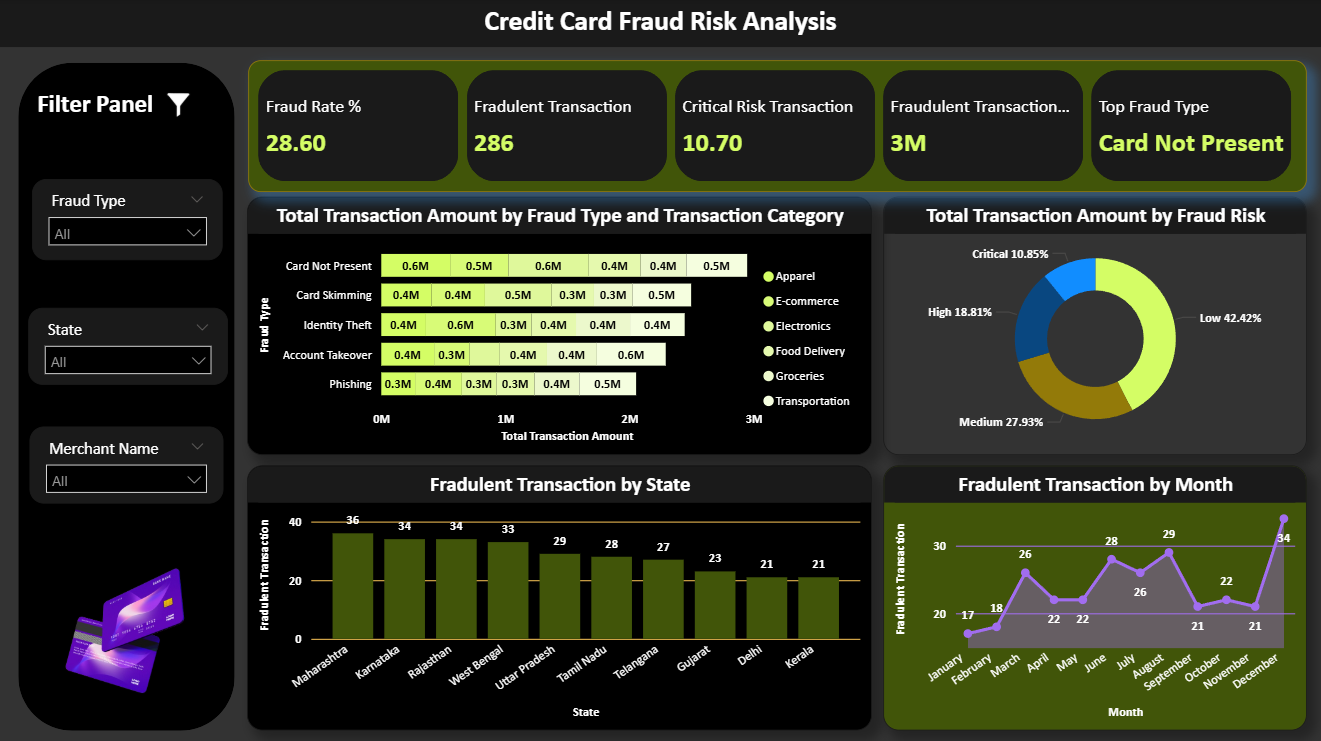 Credit Card Fraud Risk Analysis
Filter Panel
Fraud Type
All
State
All
Merchant Name
All
Fraud Rate %
28.60
Fradulent Transaction
286
Critical Risk Transaction
10.70
Fraudulent Transaction...
3M
Top Fraud Type
Card Not Present
Total Transaction Amount by Fraud Type and Transaction Category
Fraud Type
Card Not Present 0.6M 0.5M 0.6M 0.4M 0.4M 0.5M
Card Skimming 0.4M 0.4M 0.5M 0.3M 0.3M 0.5M
Identity Theft 0.4M 0.6M 0.3M 0.4M 0.4M 0.4M
Account Takeover 0.4M 0.3M 0.4M 0.4M 0.6M
Phishing 0.3M 0.4M 0.3M 0.3M 0.4M 0.5M
0M 1M 2M 3M
Total Transaction Amount
Apparel
E-commerce
Electronics
Food Delivery
Groceries
Transportation
Total Transaction Amount by Fraud Risk
Critical 10.85%
High 18.81%
Low 42.42%
Medium 27.93%
Fradulent Transaction by State
Fradulent Transaction
40
20
0
36 34 34 33 29 28 27 23 21 21
Maharashtra Karnataka Rajasthan West Bengal Uttar Pradesh Tamil Nadu Telangana Gujarat Delhi Kerala
State
Fradulent Transaction by Month
Fradulent Transaction
30
20
17 18 26 22 22 28 26 29 21 22 21 34
January February March April May June July August September October November December
Month